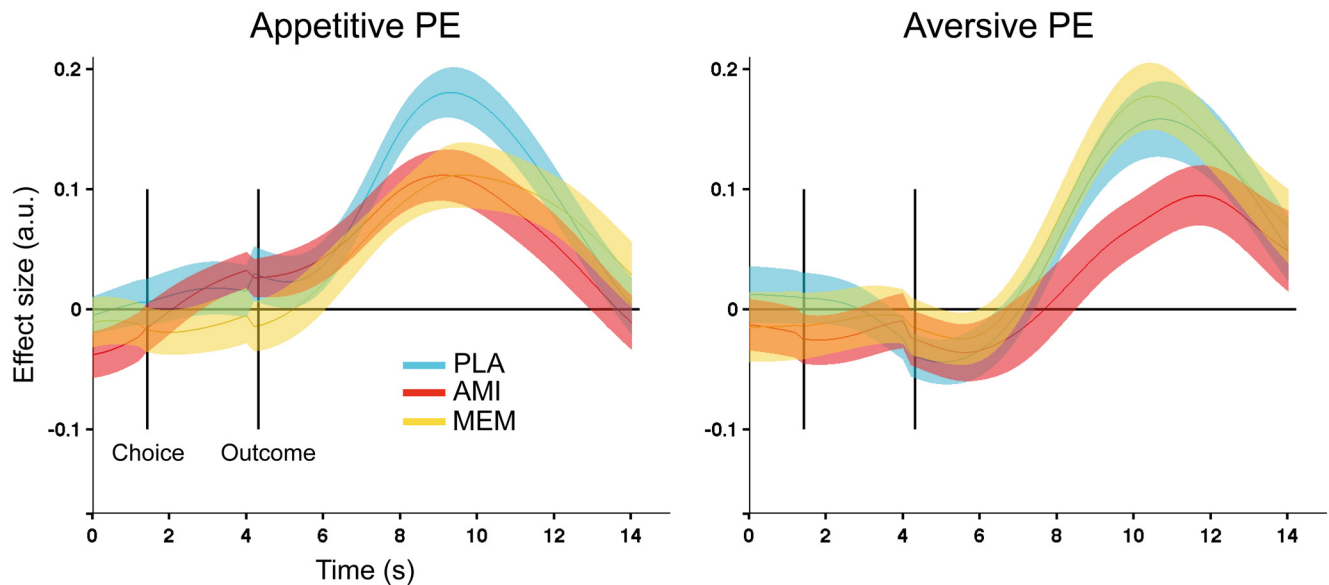 Appetitive PE
Aversive PE
Effect size (a.u.)
0.2
0.1
0
-0.1
Choice
Outcome
PLA
AMI
MEM
0 2 4 6 8 10 12 14
Time (s)
0.2
0.1
0
-0.1
0 2 4 6 8 10 12 14